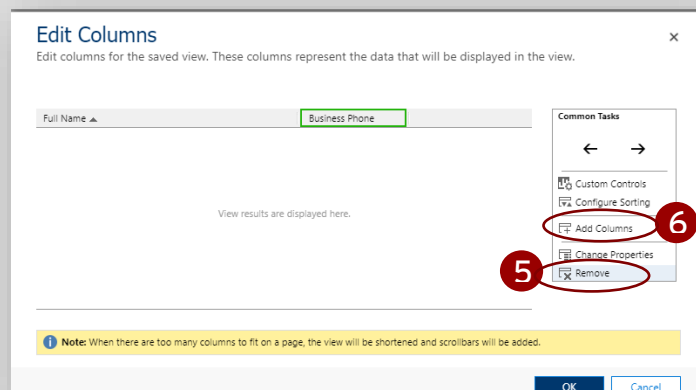 Edit Columns
Edit columns for the saved view. These columns represent the data that will be displayed in the view.
Full Name Business Phone
View results are displayed here.
Common Tasks
Custom Controls
Configure Sorting
Add Columns
6
Change Properties
5
Remove
Note: When there are too many columns to fit on a page, the view will be shortened and scrollbars will be added.
OK Cancel